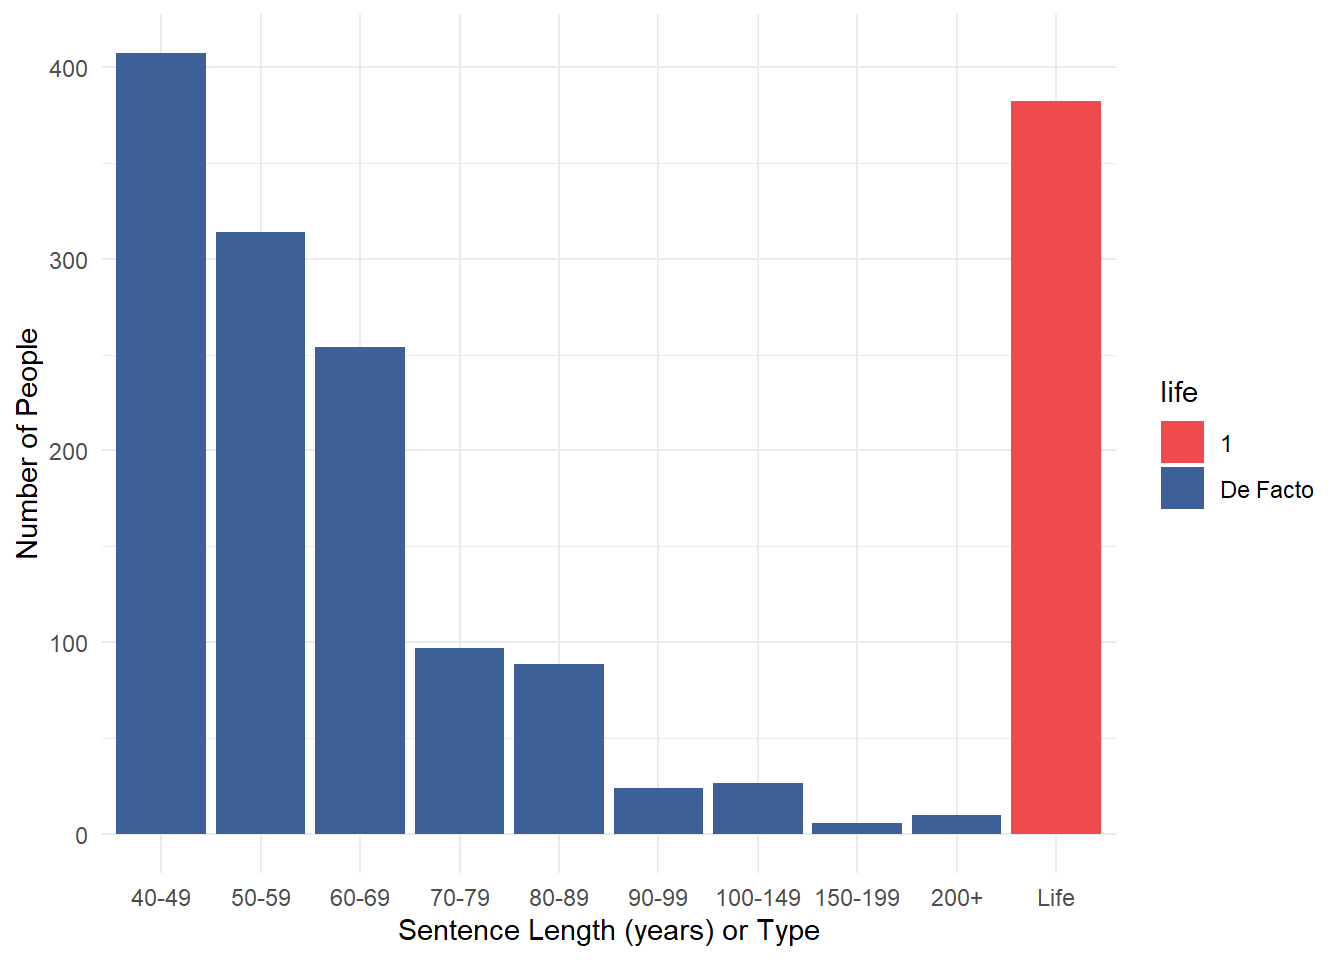 400
300
200
100
0
Number of People
40-49 50-59 60-69 70-79 80-89 90-99 100-149 150-199 200+ Life
Sentence Length (years) or Type
life
1
De Facto